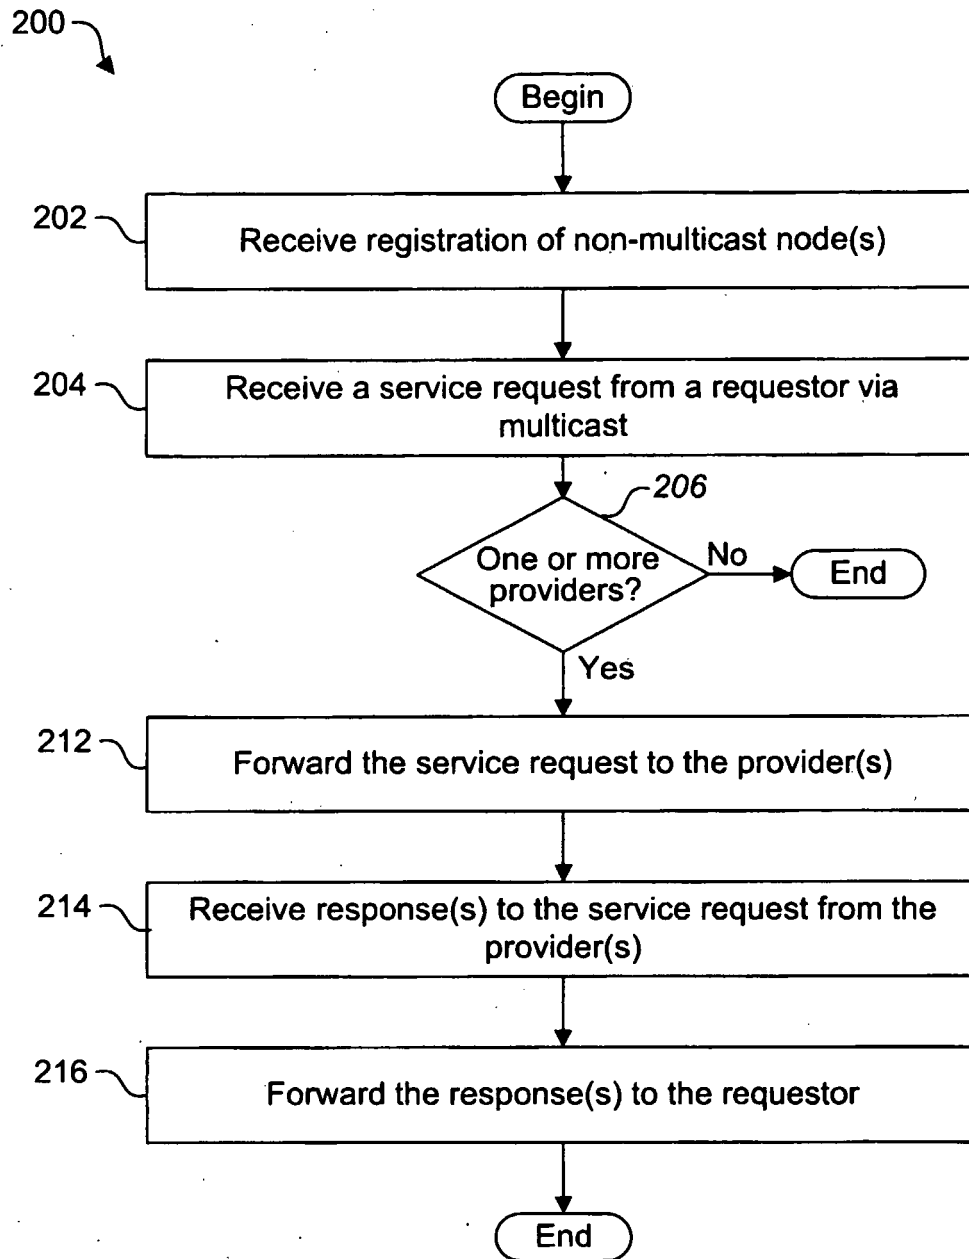 200
Begin
202
Receive registration of non-multicast node(s)
204
Receive a service request from a requestor via
multicast
206
One or more
providers?
No
End
Yes
212
Forward the service request to the provider(s)
214
Receive response(s) to the service request from the
provider(s)
216
Forward the response(s) to the requestor
End